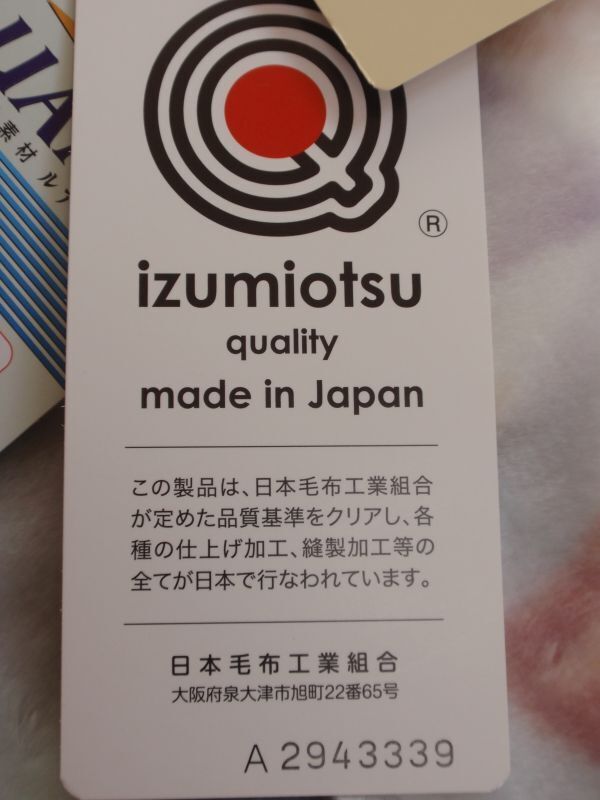 素材 ル
®
izumiotsu
quality
made in Japan
この製品は、日本毛布工業組合
が定めた品質基準をクリアし、各
種の仕上げ加工、縫製加工等の
全てが日本で行なわれています。
日本毛布工業組合
大阪府泉大津市旭町22番65号
A 2943339